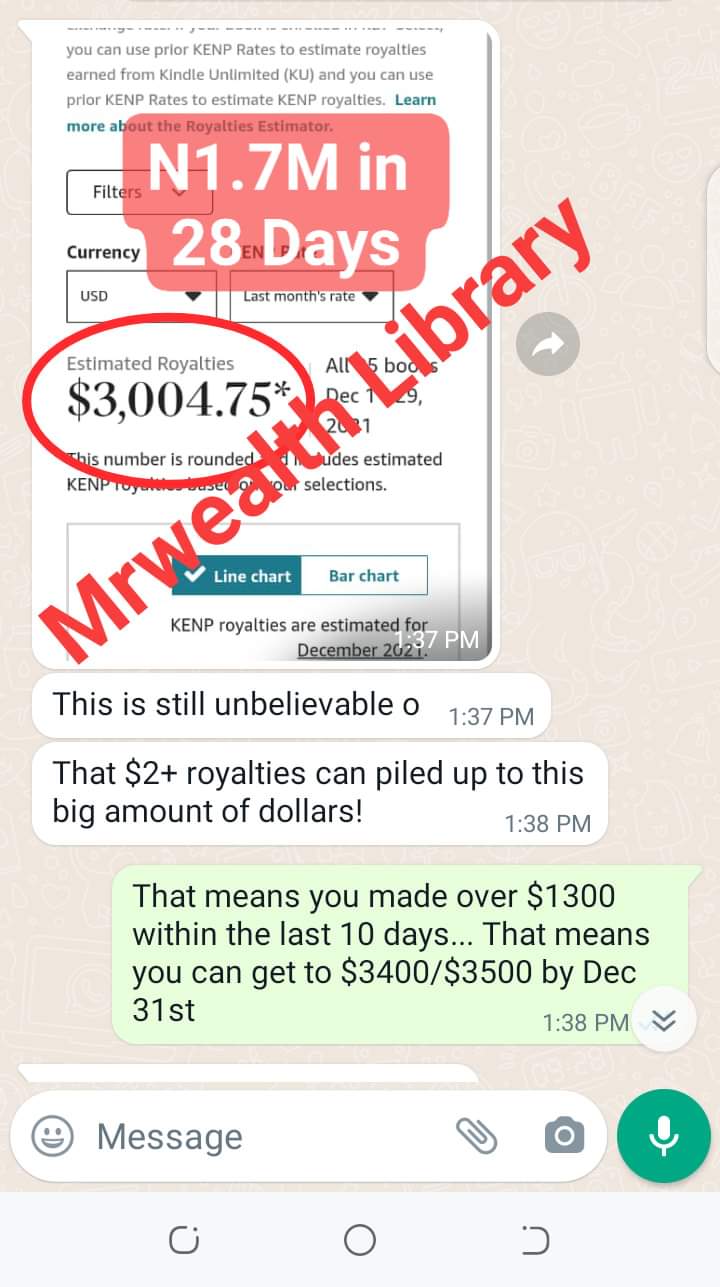 you can use prior KENP Rates to estimate royalties
earned from Kindle Unlimited (KU) and you can use
prior KENP Rates to estimate KENP royalties. Learn
more about the Royalties Estimator.
N1.7M in
28 Days
Filters
Currency
USD
Last month's rate
Estimated Royalties
$3,004.75*
All 5 books
Dec 1 29,
2021
This number is rounded and includes estimated
KENP royalties based on your selections.
Mrwealth Library
Line chart
Bar chart
KENP royalties are estimated for
December 2021.
1:37 PM
This is still unbelievable o
1:37 PM
That $2+ royalties can piled up to this
big amount of dollars!
1:38 PM
That means you made over $1300
within the last 10 days... That means
you can get to $3400/$3500 by Dec
31st
1:38 PM
Message